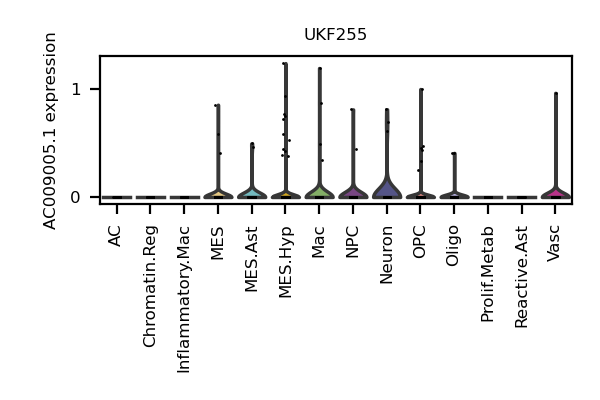 UKF255
AC009005.1 expression
1
0
AC
Chromatin.Reg
Inflammatory.Mac
MES
MES.Ast
MES.Hyp
Mac
NPC
Neuron
OPC
Oligo
Prolif.Metab
Reactive.Ast
Vasc